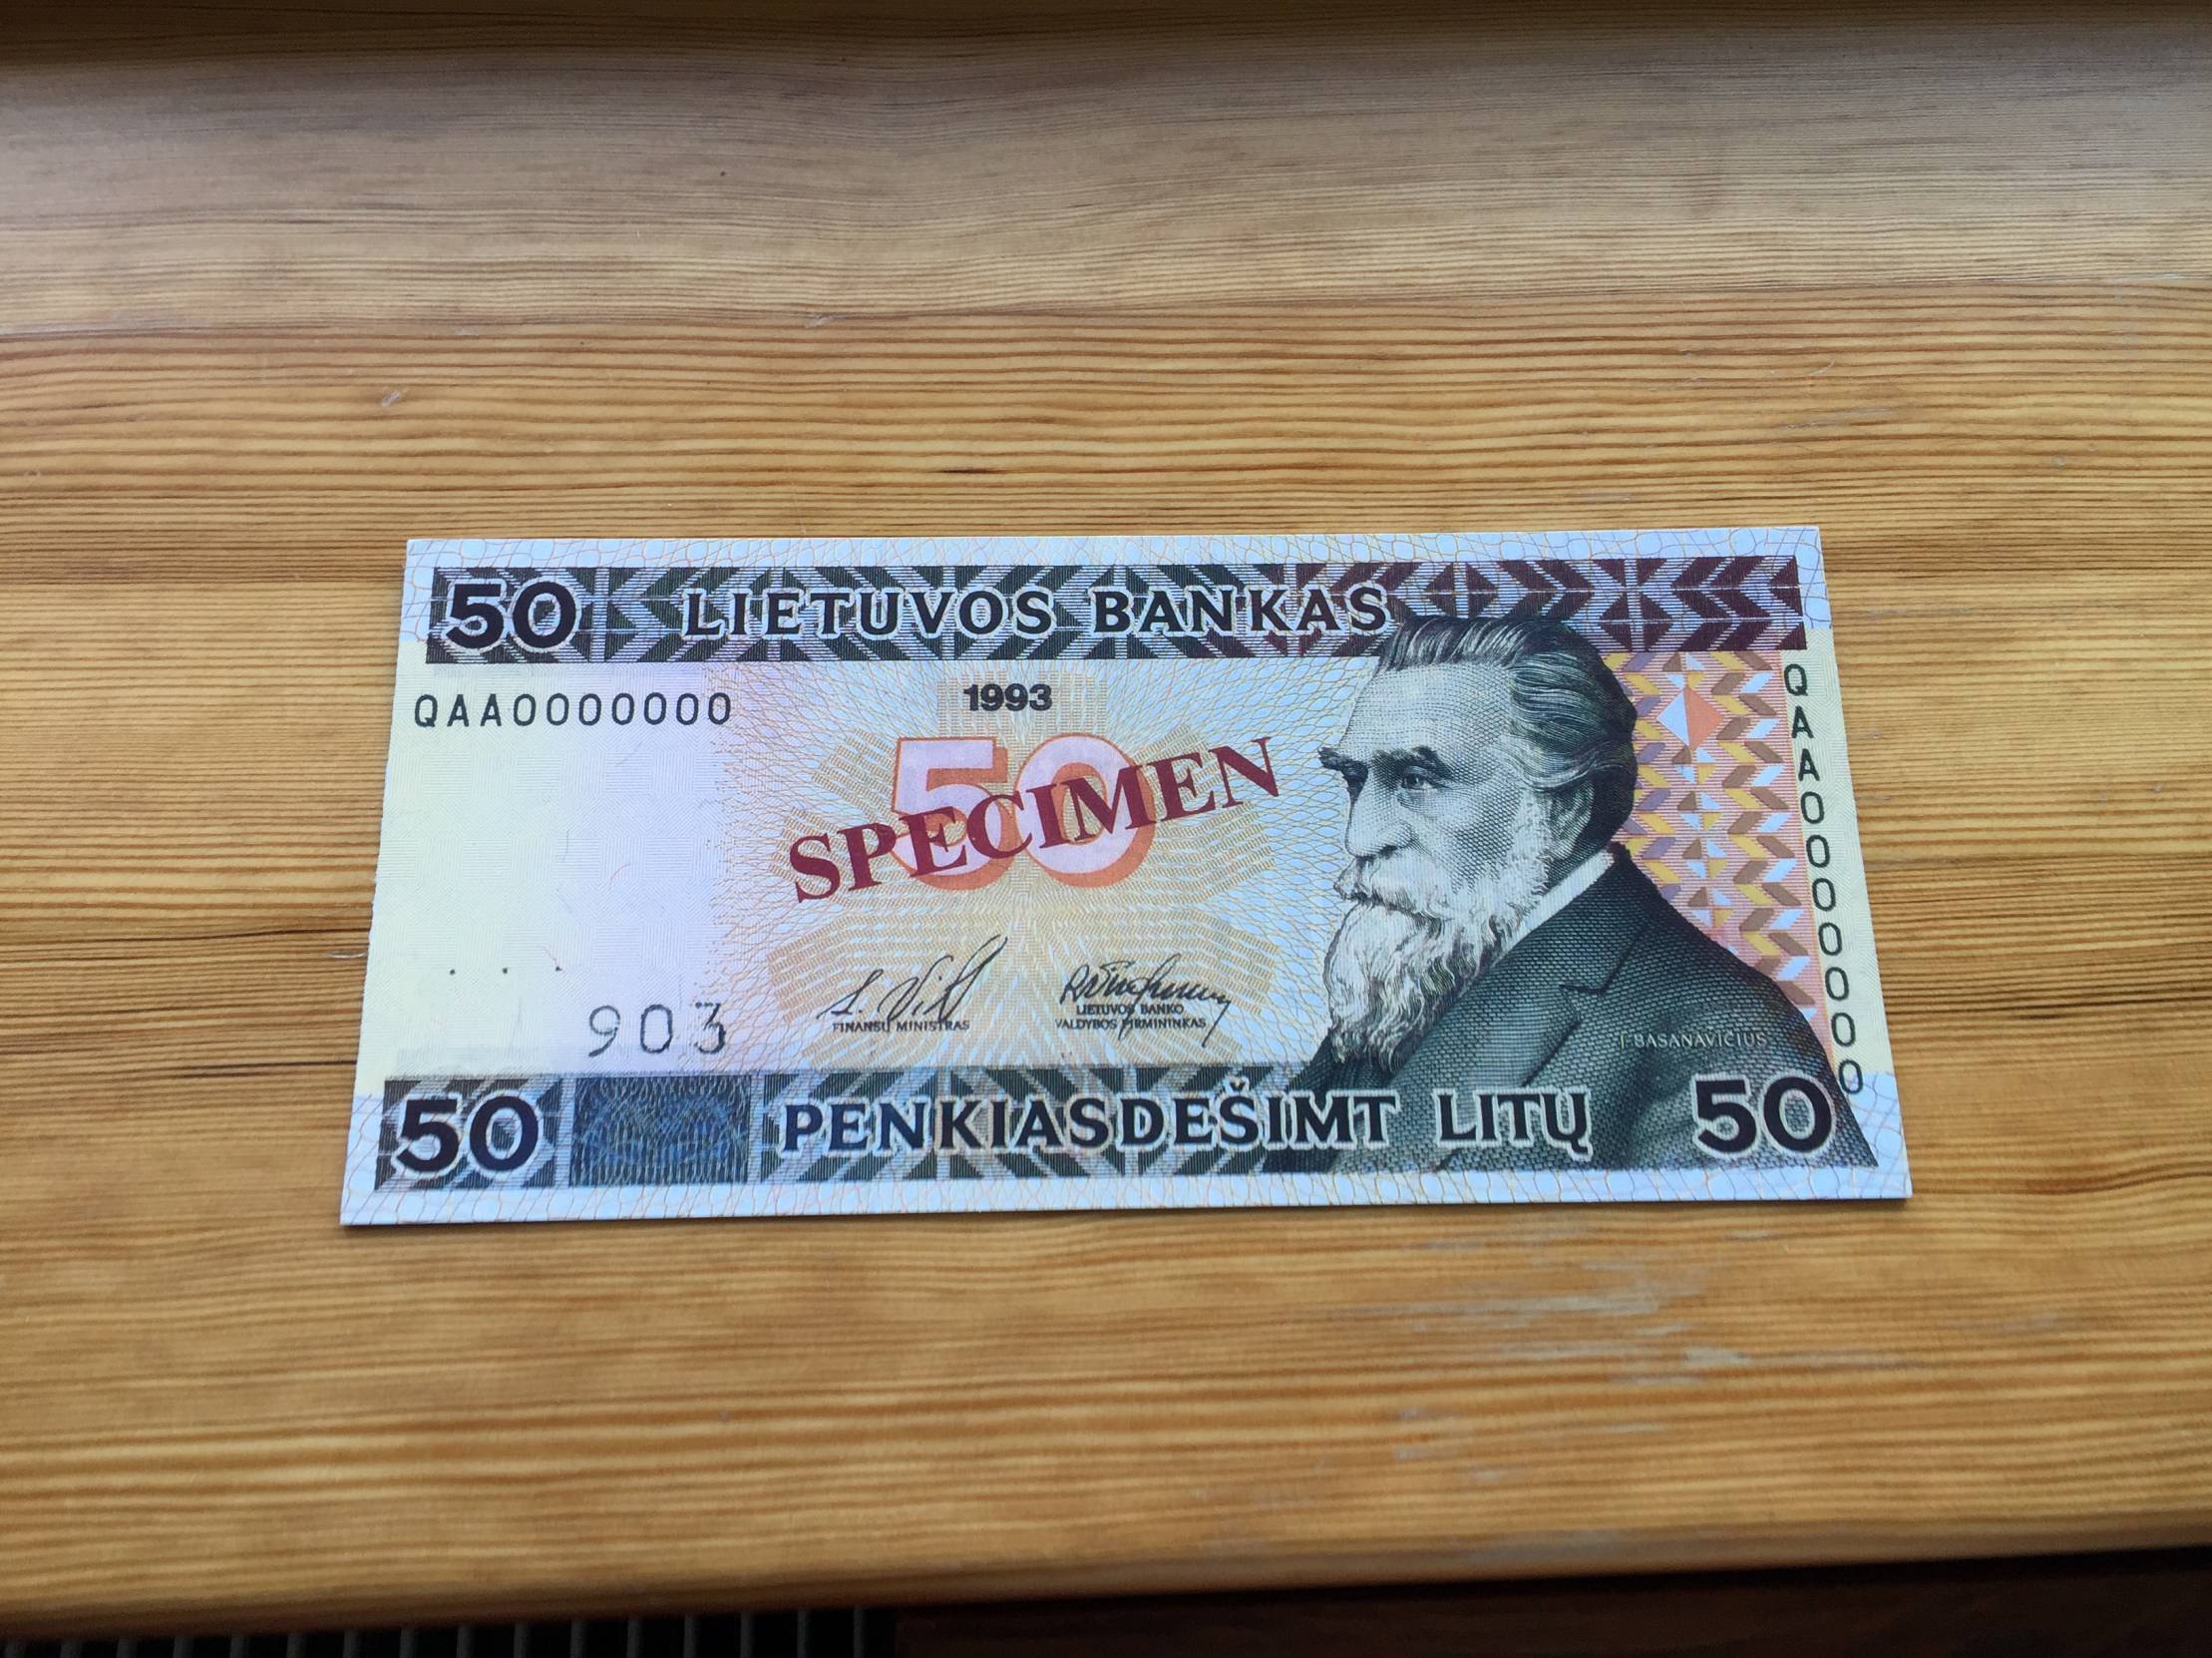 50 LIETUVOS BANKAS
QAA0000000
1993
50
SPECIMEN
QAA0000000
903
FINANSŲ MINISTRAS
LIETUVOS BANKO
VALDYBOS PIRMININKAS
J. BASANAVIČIUS
50 PENKIASDEŠIMT LITŲ 50